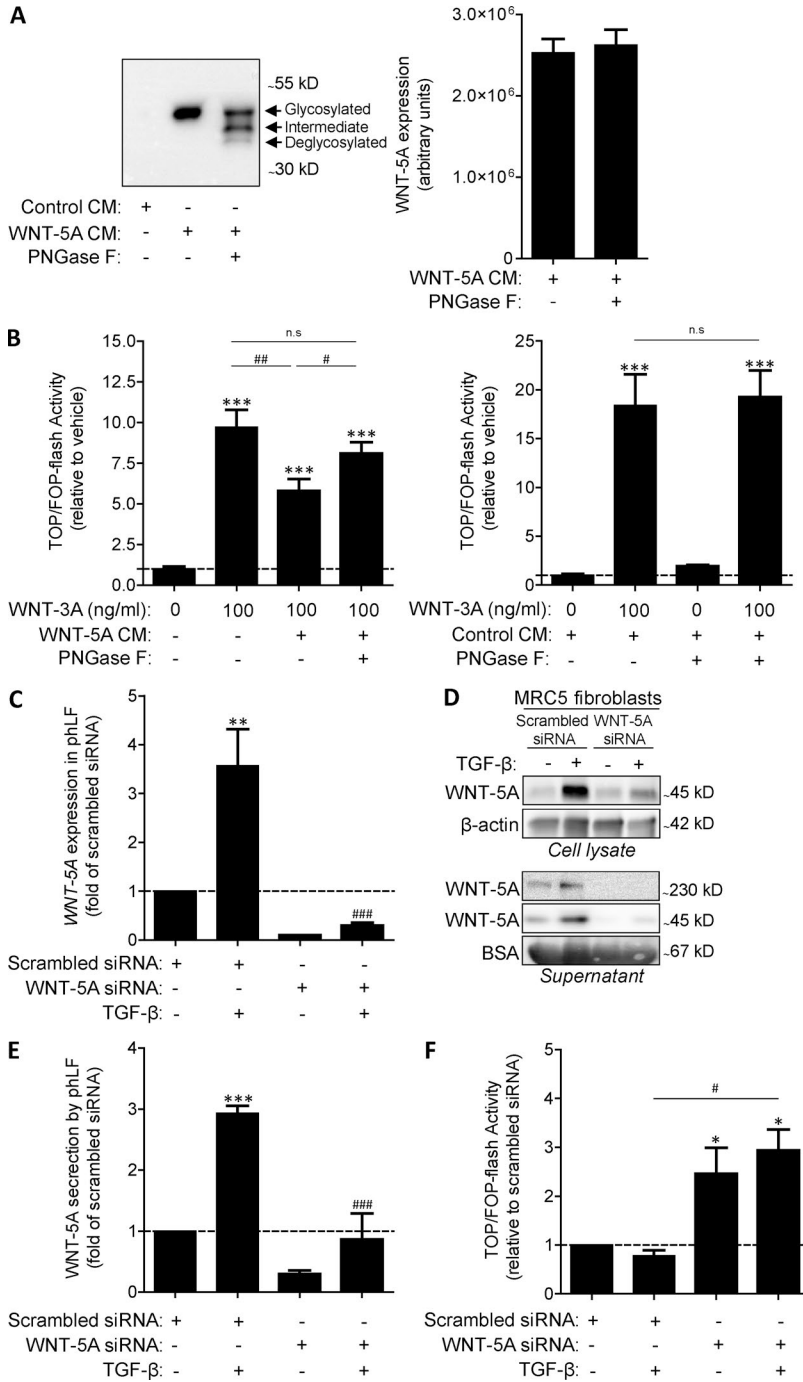 A
~55 kD
Glycosylated
Intermediate
Deglycosylated
~30 kD
Control CM: + - -
WNT-5A CM: - + +
PNGase F: - - +
WNT-5A expression
(arbitrary units)
3.0×10⁶
2.0×10⁶
1.0×10⁶
0
WNT-5A CM: + +
PNGase F: - +
B
TOP/FOP-flash Activity
(relative to vehicle)
15.0
12.5
10.0
7.5
5.0
2.5
0.0
n.s
## #
*** *** ***
WNT-3A (ng/ml): 0 100 100 100
WNT-5A CM: - - + +
PNGase F: - - - +
TOP/FOP-flash Activity
(relative to vehicle)
25
20
15
10
5
0
n.s
*** ***
WNT-3A (ng/ml): 0 100 0 100
Control CM: + + + +
PNGase F: - - + +
C
WNT-5A expression in phLF
(fold of scrambled siRNA)
5
4
3
2
1
0
**
###
Scrambled siRNA: + + - -
WNT-5A siRNA: - - + +
TGF-β: - + - +
D
MRC5 fibroblasts
Scrambled WNT-5A
siRNA siRNA
TGF-β: - + - +
WNT-5A ~45 kD
β-actin ~42 kD
Cell lysate
WNT-5A ~230 kD
WNT-5A ~45 kD
BSA ~67 kD
Supernatant
E
WNT-5A secrection by phLF
(fold of scrambled siRNA)
4
3
2
1
0
***
###
Scrambled siRNA: + + - -
WNT-5A siRNA: - - + +
TGF-β: - + - +
F
TOP/FOP-flash Activity
(relative to scrambled siRNA)
5
4
3
2
1
0
#
* *
Scrambled siRNA: + + - -
WNT-5A siRNA: - - + +
TGF-β: - + - +